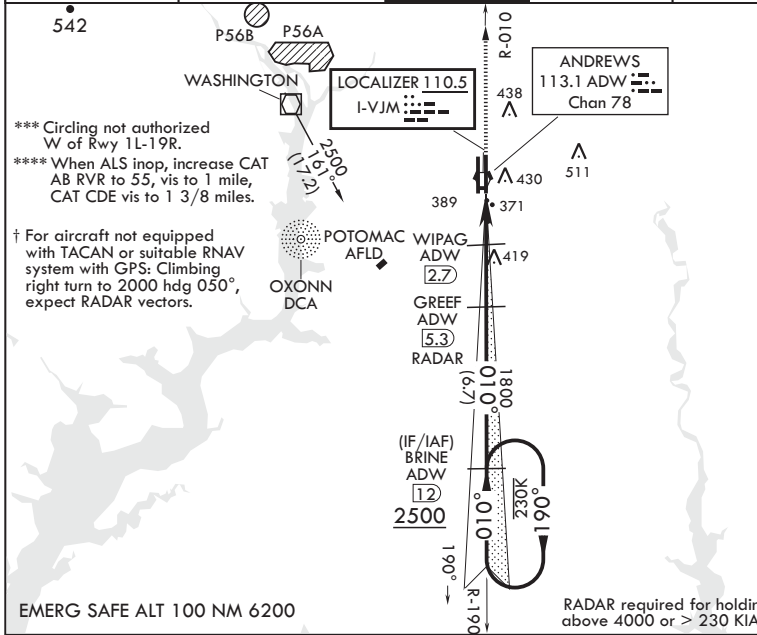 542
P56B
P56A
R-010
WASHINGTON
LOCALIZER 110.5
I-VJM
ANDREWS
113.1 ADW
Chan 78
438
511
430
389
371
*** Circling not authorized
W of Rwy 1L-19R.
**** When ALS inop, increase CAT
AB RVR to 55, vis to 1 mile,
CAT CDE vis to 1 3/8 miles.
2500
161°
(17.2)
† For aircraft not equipped
with TACAN or suitable RNAV
system with GPS: Climbing
right turn to 2000 hdg 050°,
expect RADAR vectors.
POTOMAC
AFLD
OXONN
DCA
WIPAG
ADW
2.7
419
GREEF
ADW
5.3
RADAR
1800
010°
(6.7)
(IF/IAF)
BRINE
ADW
12
2500
010°
230K
190°
190°
R-190
EMERG SAFE ALT 100 NM 6200
RADAR required for holdin
above 4000 or > 230 KIA